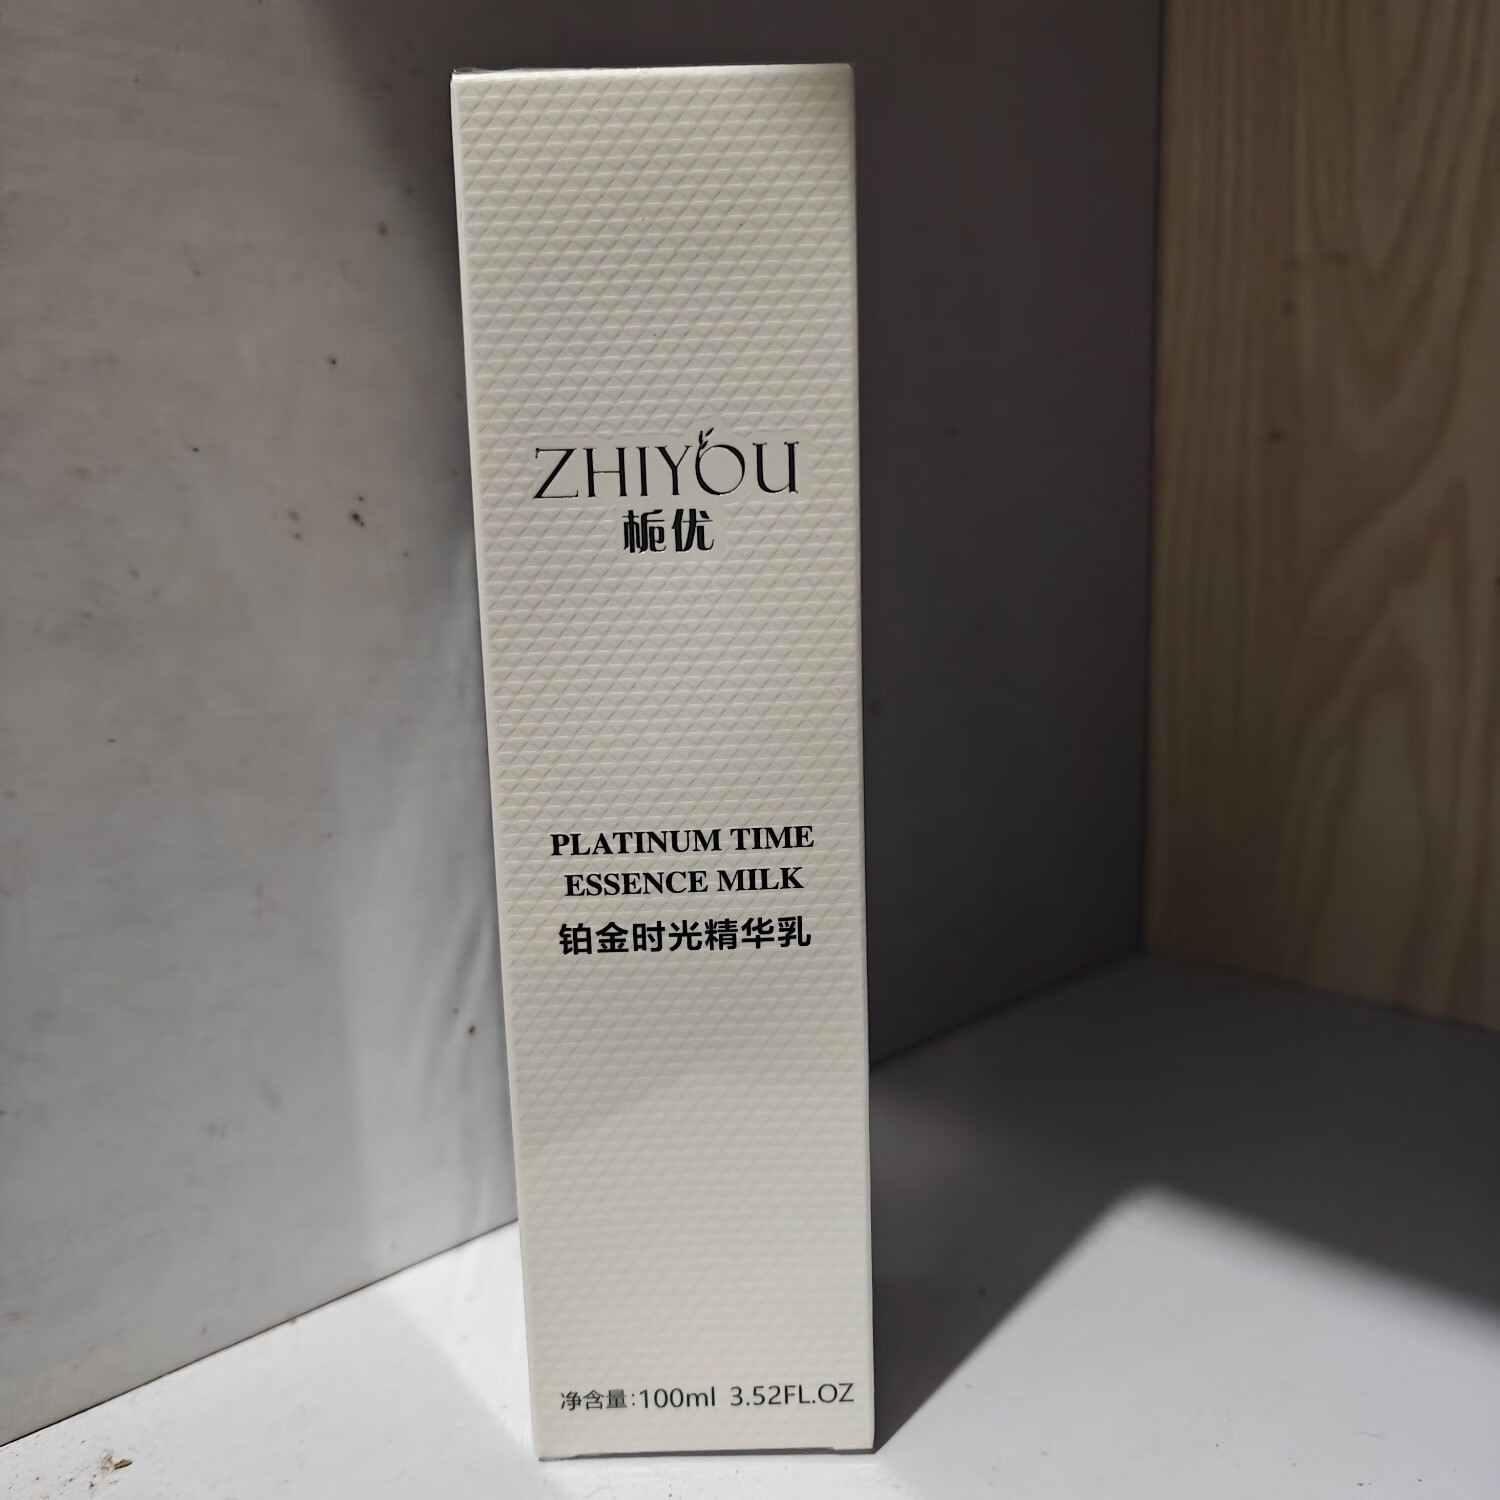 ZHIYOU
栀优
PLATINUM TIME
ESSENCE MILK
铂金时光精华乳
净含量:100ml 3.52FL.OZ